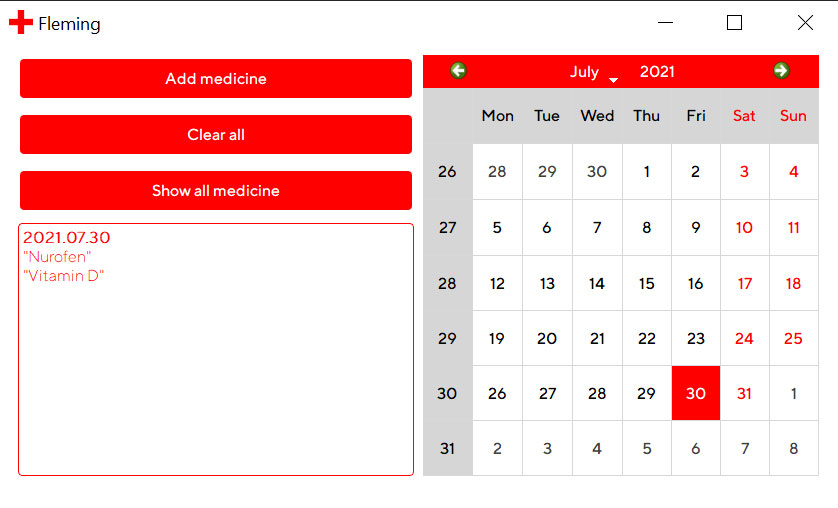 Fleming
Add medicine
Clear all
Show all medicine
2021.07.30
"Nurofen"
"Vitamin D"
July 2021
Mon Tue Wed Thu Fri Sat Sun
26 28 29 30 1 2 3 4
27 5 6 7 8 9 10 11
28 12 13 14 15 16 17 18
29 19 20 21 22 23 24 25
30 26 27 28 29 30 31 1
31 2 3 4 5 6 7 8